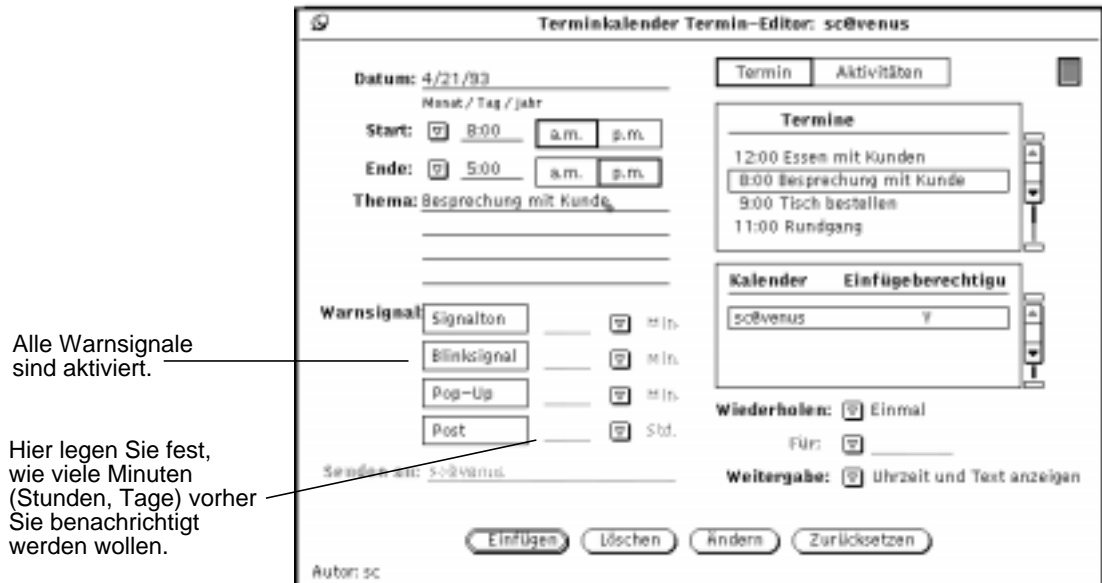 Terminkalender Termin-Editor: sc@venus
Datum: 4/21/93
Monat / Tag / jahr
Start: 8:00 a.m. p.m.
Ende: 5:00 a.m. p.m.
Thema: Besprechung mit Kunde
Warnsignal:
Signalton Min.
Blinksignal Min.
Pop-Up Min.
Post Std.
Senden an: sc@venus
Termin Aktivitäten
Termine
12:00 Essen mit Kunden
8:00 Besprechung mit Kunde
9:00 Tisch bestellen
11:00 Rundgang
Kalender Einfügeberechtigu
sc@venus Y
Wiederholen: Einmal
Für:
Weitergabe: Uhrzeit und Text anzeigen
Einfügen Löschen Ändern Zurücksetzen
Autor: sc
Alle Warnsignale
sind aktiviert.
Hier legen Sie fest,
wie viele Minuten
(Stunden, Tage) vorher
Sie benachrichtigt
werden wollen.